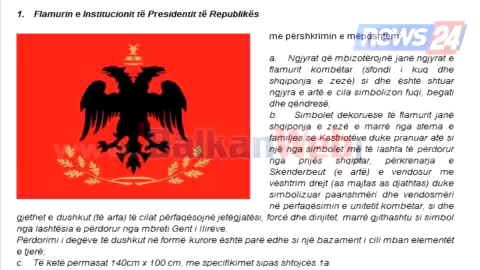 1. Flamurin e Institucionit të Presidentit të Republikës
NEWS 24
me përshkrimin e mëposhtëm
a. Ngjyrat që mbizotërojnë janë ngjyrat e
flamurit kombëtar (sfondi i kuq dhe
shqiponja e zezë) si dhe është shtuar
ngjyra e artë e cila simbolizon fuqi, begati
dhe qëndresë;
b. Simbolet dekoruese të flamurit janë
shqiponja e zezë e marrë nga stema e
familjes së Kastriotëve duke pranuar atë si
një nga simbolet më të lashta të përdorur
nga prijës shqiptar, përkrenarja e
Skënderbeut (e artë) e vendosur me
vështrim drejt (as majtas as djathtas) duke
simbolizuar paanshmëri dhe vendosmëri
në përfaqësimin e unitetit kombëtar, si dhe
gjethet e dushkut (të arta) të cilat përfaqësojnë jetëgjatësi, forcë dhe dinjitet, marrë gjithashtu si simbol
nga lashtësia e përdorur nga mbreti Gent i Ilirëve.
Përdorimi i degëve të dushkut në formë kurore është parë edhe si një bazament i cili mban elementët
e tjerë;
c. Të ketë përmasat 140cm x 100 cm, me specifikimet sipas shtojcës 1a.
BalkanWeb